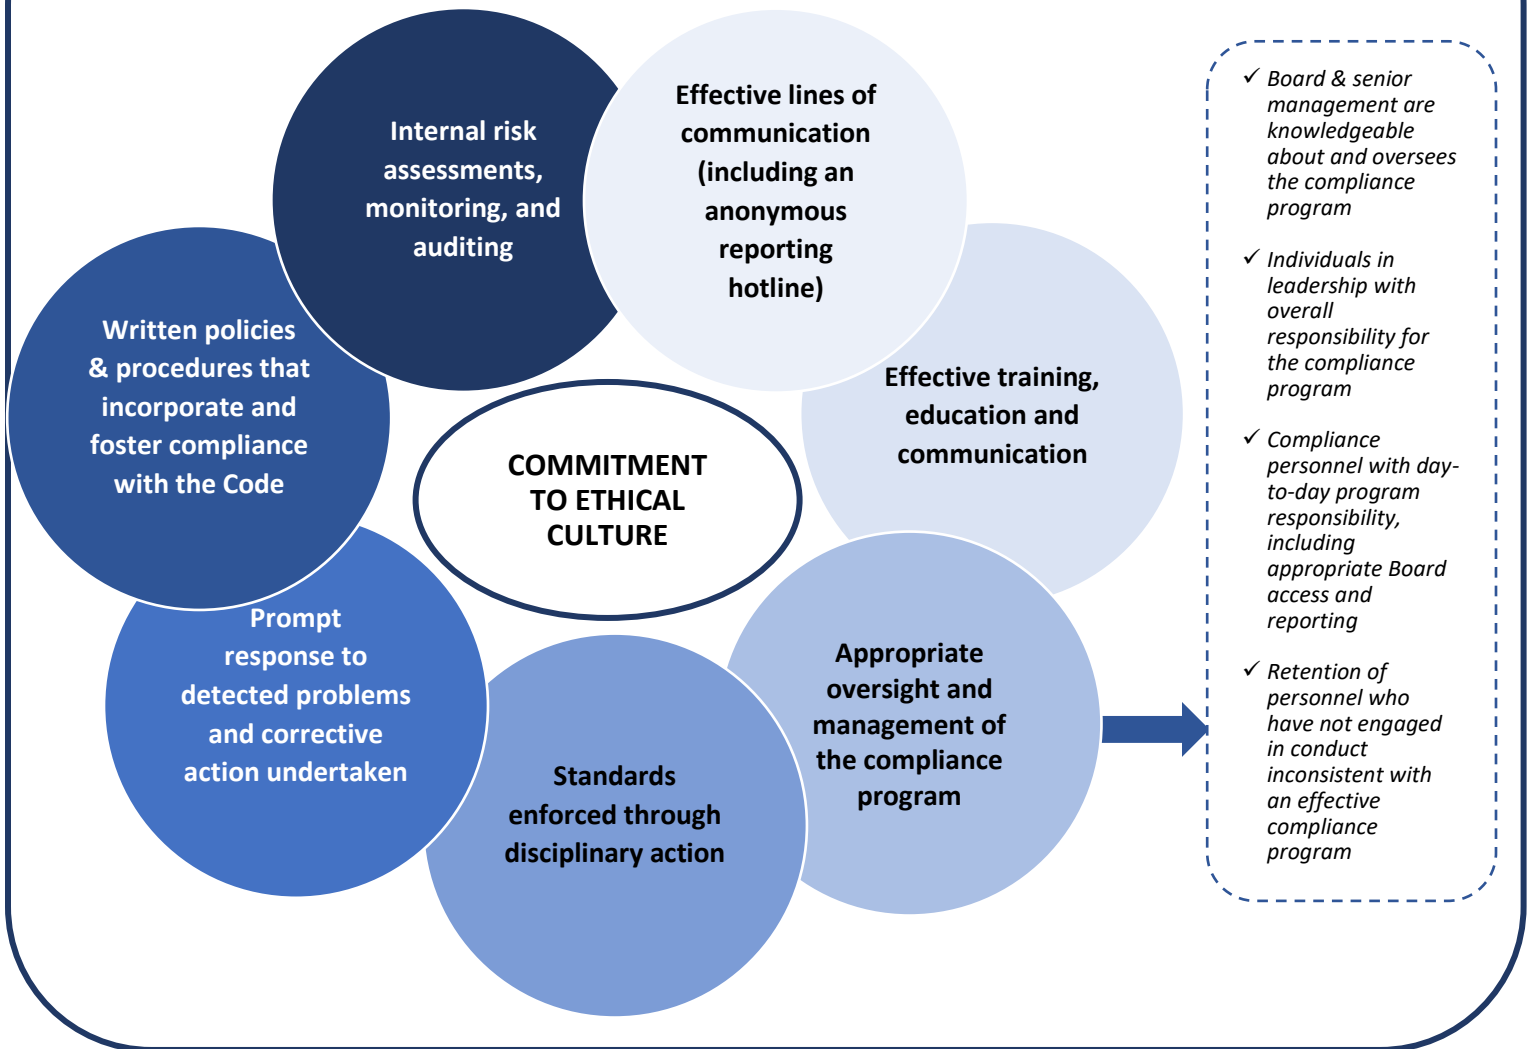 Internal risk
assessments,
monitoring, and
auditing
Effective lines of
communication
(including an
anonymous
reporting
hotline)
Written policies
& procedures that
incorporate and
foster compliance
with the Code
Effective training,
education and
communication
COMMITMENT
TO ETHICAL
CULTURE
Prompt
response to
detected problems
and corrective
action undertaken
Standards
enforced through
disciplinary action
Appropriate
oversight and
management of
the compliance
program
✓ Board & senior
management are
knowledgeable
about and oversees
the compliance
program
✓ Individuals in
leadership with
overall
responsibility for
the compliance
program
✓ Compliance
personnel with day-
to-day program
responsibility,
including
appropriate Board
access and
reporting
✓ Retention of
personnel who
have not engaged
in conduct
inconsistent with
an effective
compliance
program